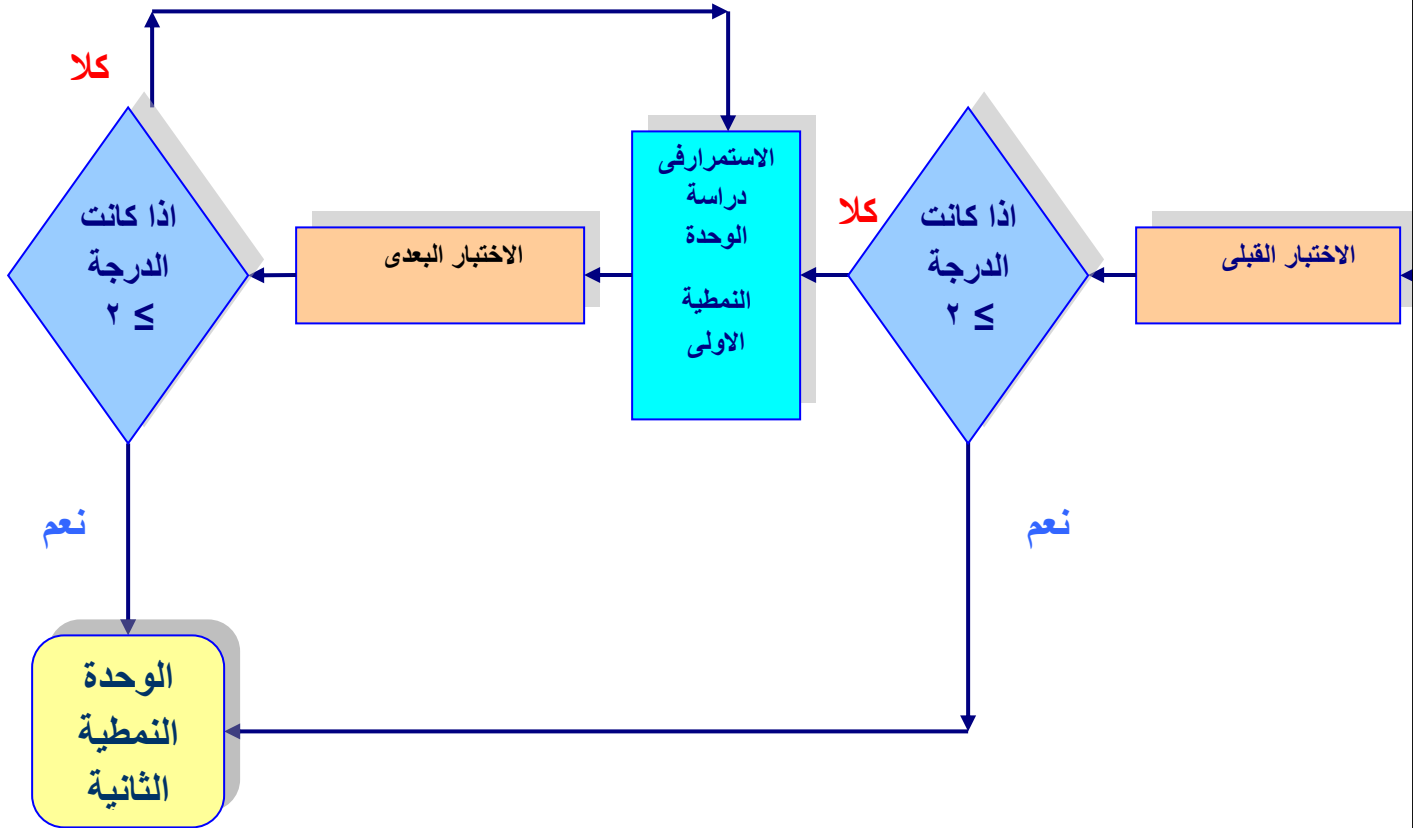 الاختبار القبلى
اذا كانت
الدرجة
≥ ٢
كلا
نعم
الاستمرارفى
دراسة
الوحدة
النمطية
الاولى
الاختبار البعدى
اذا كانت
الدرجة
≥ ٢
كلا
نعم
الوحدة
النمطية
الثانية